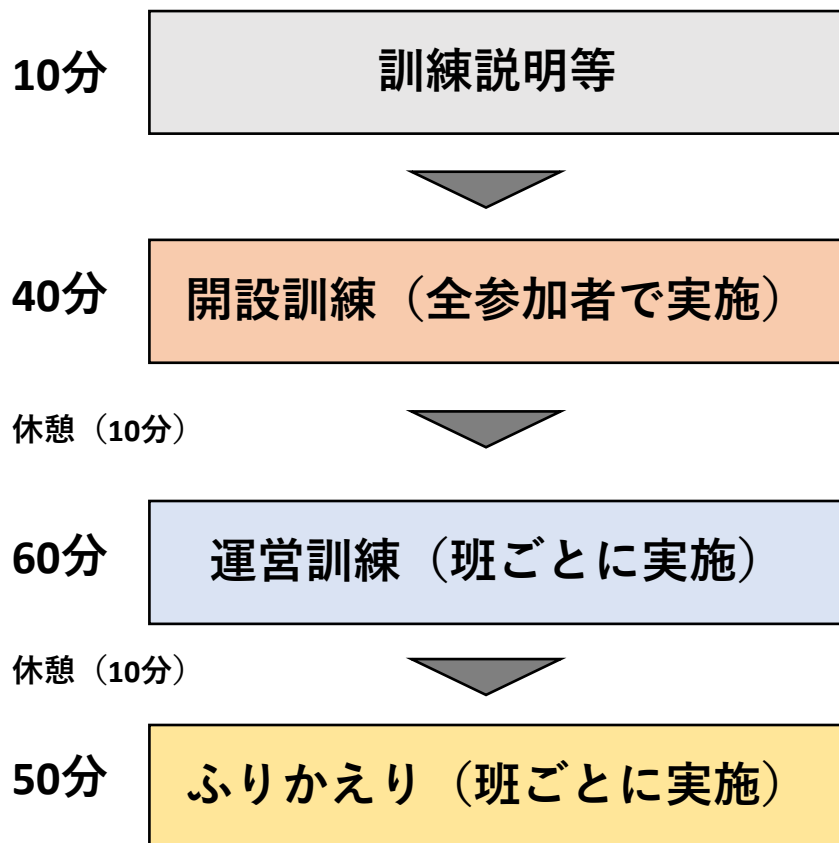 10分 訓練説明等
40分 開設訓練（全参加者で実施）
休憩（10分）
60分 運営訓練（班ごとに実施）
休憩（10分）
50分 ふりかえり（班ごとに実施）